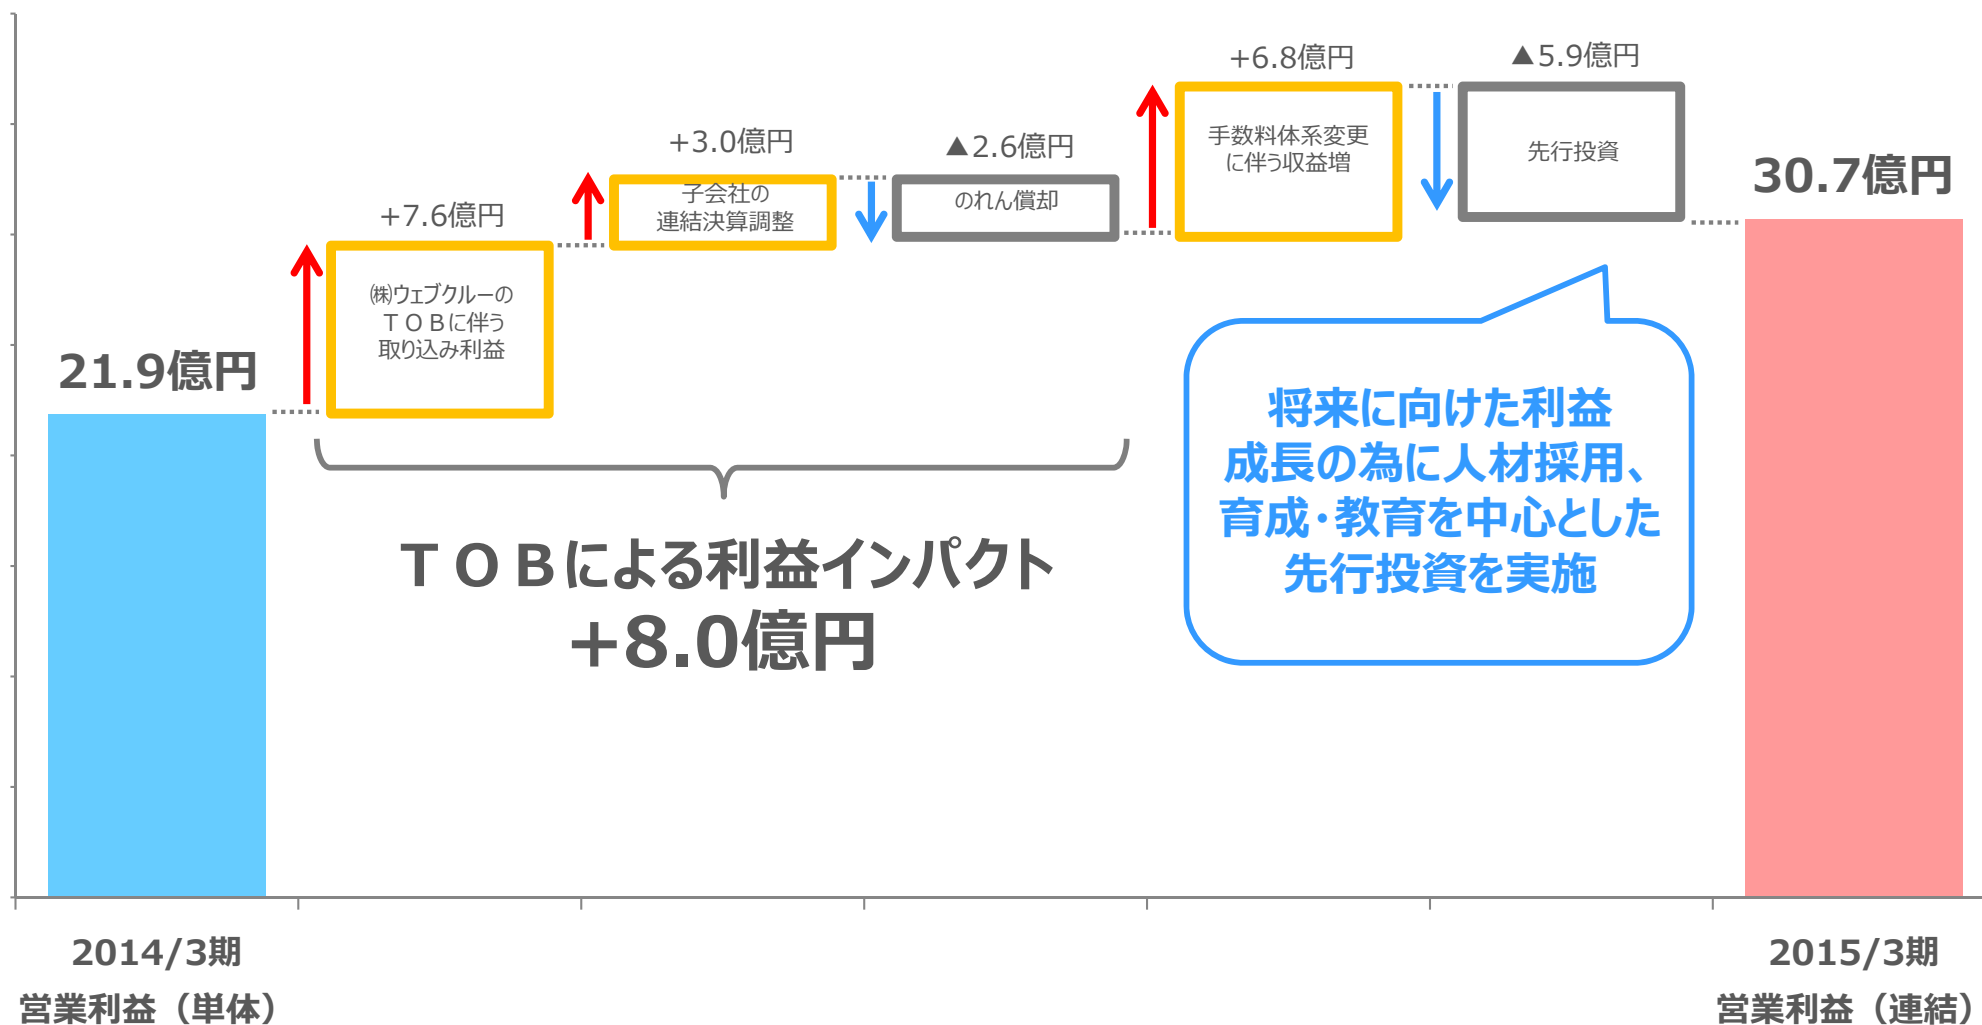 21.9億円
+7.6億円
㈱ウェブクルーの
ＴＯＢに伴う
取り込み利益
+3.0億円
子会社の
連結決算調整
▲2.6億円
のれん償却
+6.8億円
手数料体系変更
に伴う収益増
▲5.9億円
先行投資
30.7億円
ＴＯＢによる利益インパクト
+8.0億円
将来に向けた利益
成長の為に人材採用、
育成・教育を中心とした
先行投資を実施
2014/3期
営業利益（単体）
2015/3期
営業利益（連結）